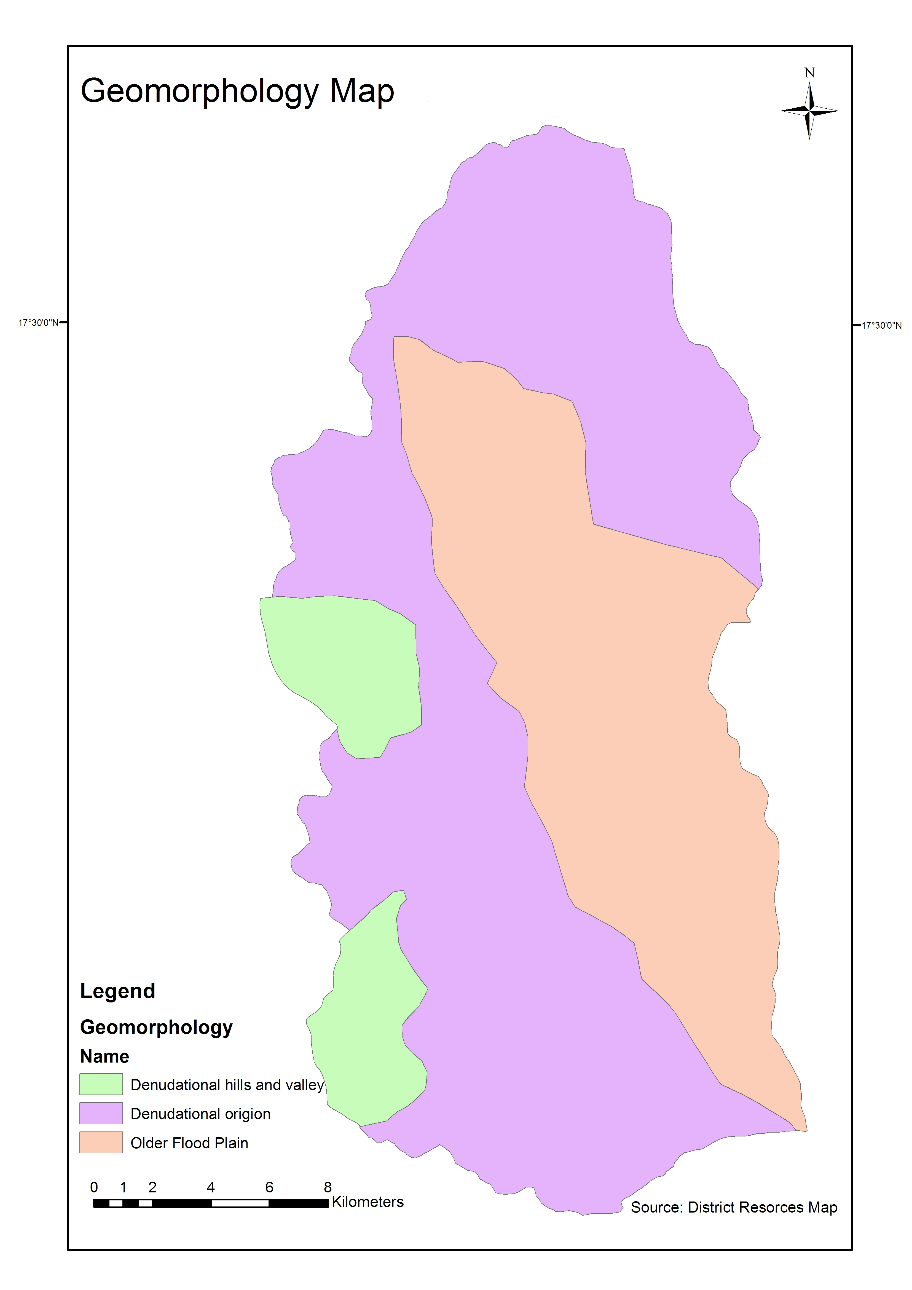 Geomorphology Map
N
17°30'0"N
17°30'0"N
Legend
Geomorphology
Name
Denudational hills and valley
Denudational origion
Older Flood Plain
0 1 2 4 6 8
Kilometers
Source: District Resorces Map